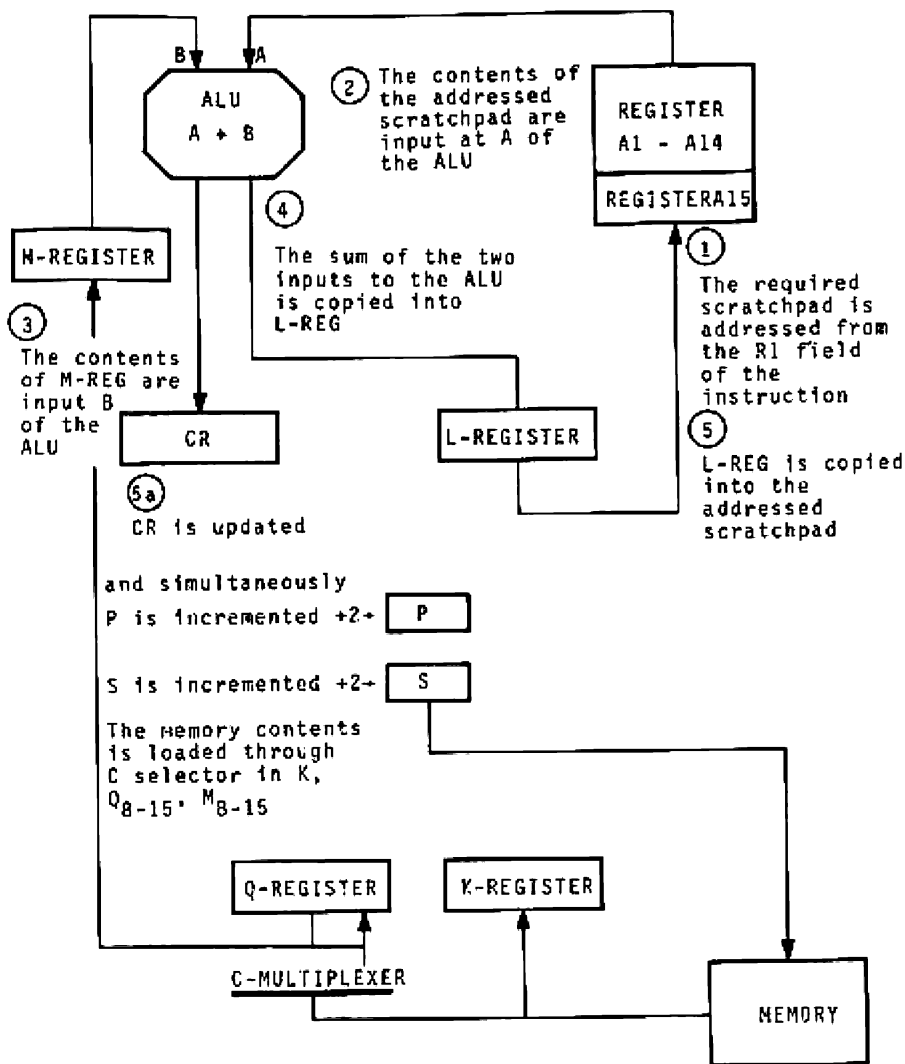 B
A
ALU
A + B
2
The contents of
the addressed
scratchpad are
input at A of
the ALU
REGISTER
A1 - A14
REGISTERA15
M-REGISTER
3
The contents
of M-REG are
input B
of the
ALU
4
The sum of the two
inputs to the ALU
is copied into
L-REG
1
The required
scratchpad is
addressed from
the R1 field
of the
instruction
5
L-REG is copied
into the
addressed
scratchpad
CR
L-REGISTER
5a
CR is updated
and simultaneously
P is incremented +2→
P
S is incremented +2→
S
The memory contents
is loaded through
C selector in K,
Q8-15, M8-15
Q-REGISTER
K-REGISTER
C-MULTIPLEXER
MEMORY